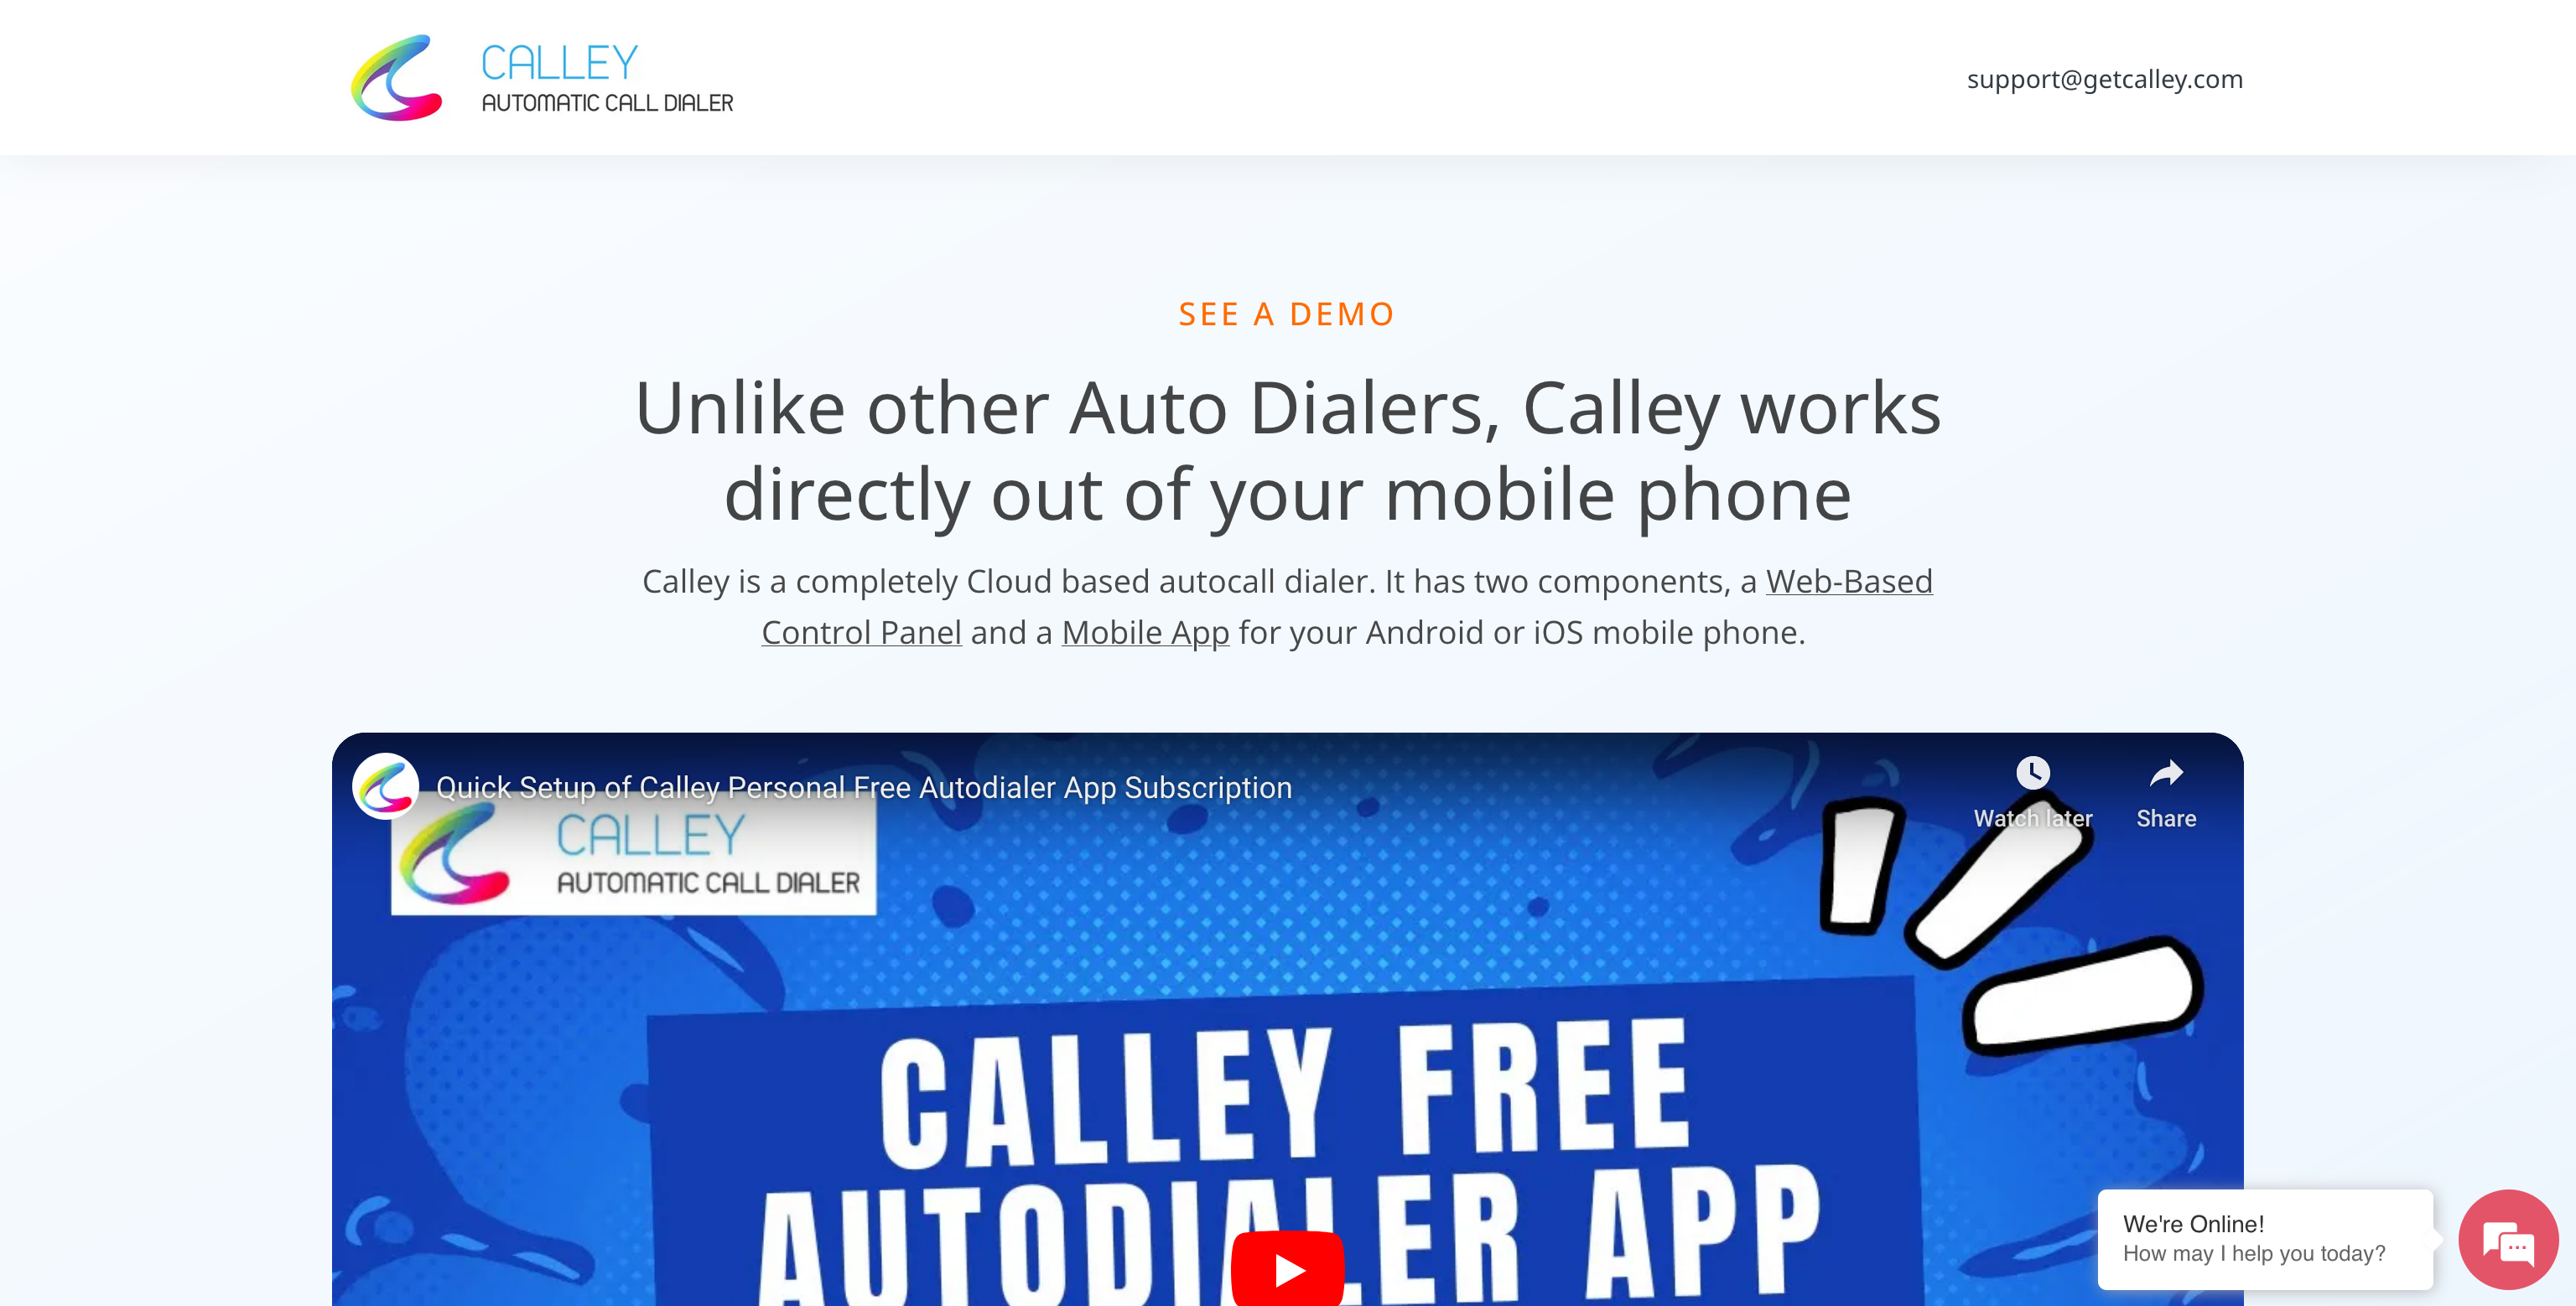 CALLEY
AUTOMATIC CALL DIALER
support@getcalley.com
SEE A DEMO
Unlike other Auto Dialers, Calley works
directly out of your mobile phone
Calley is a completely Cloud based autocall dialer. It has two components, a Web-Based
Control Panel and a Mobile App for your Android or iOS mobile phone.
Quick Setup of Calley Personal Free Autodialer App Subscription
Watch later
Share
CALLEY
AUTOMATIC CALL DIALER
CALLEY FREE
AUTODIALER APP
We're Online!
How may I help you today?